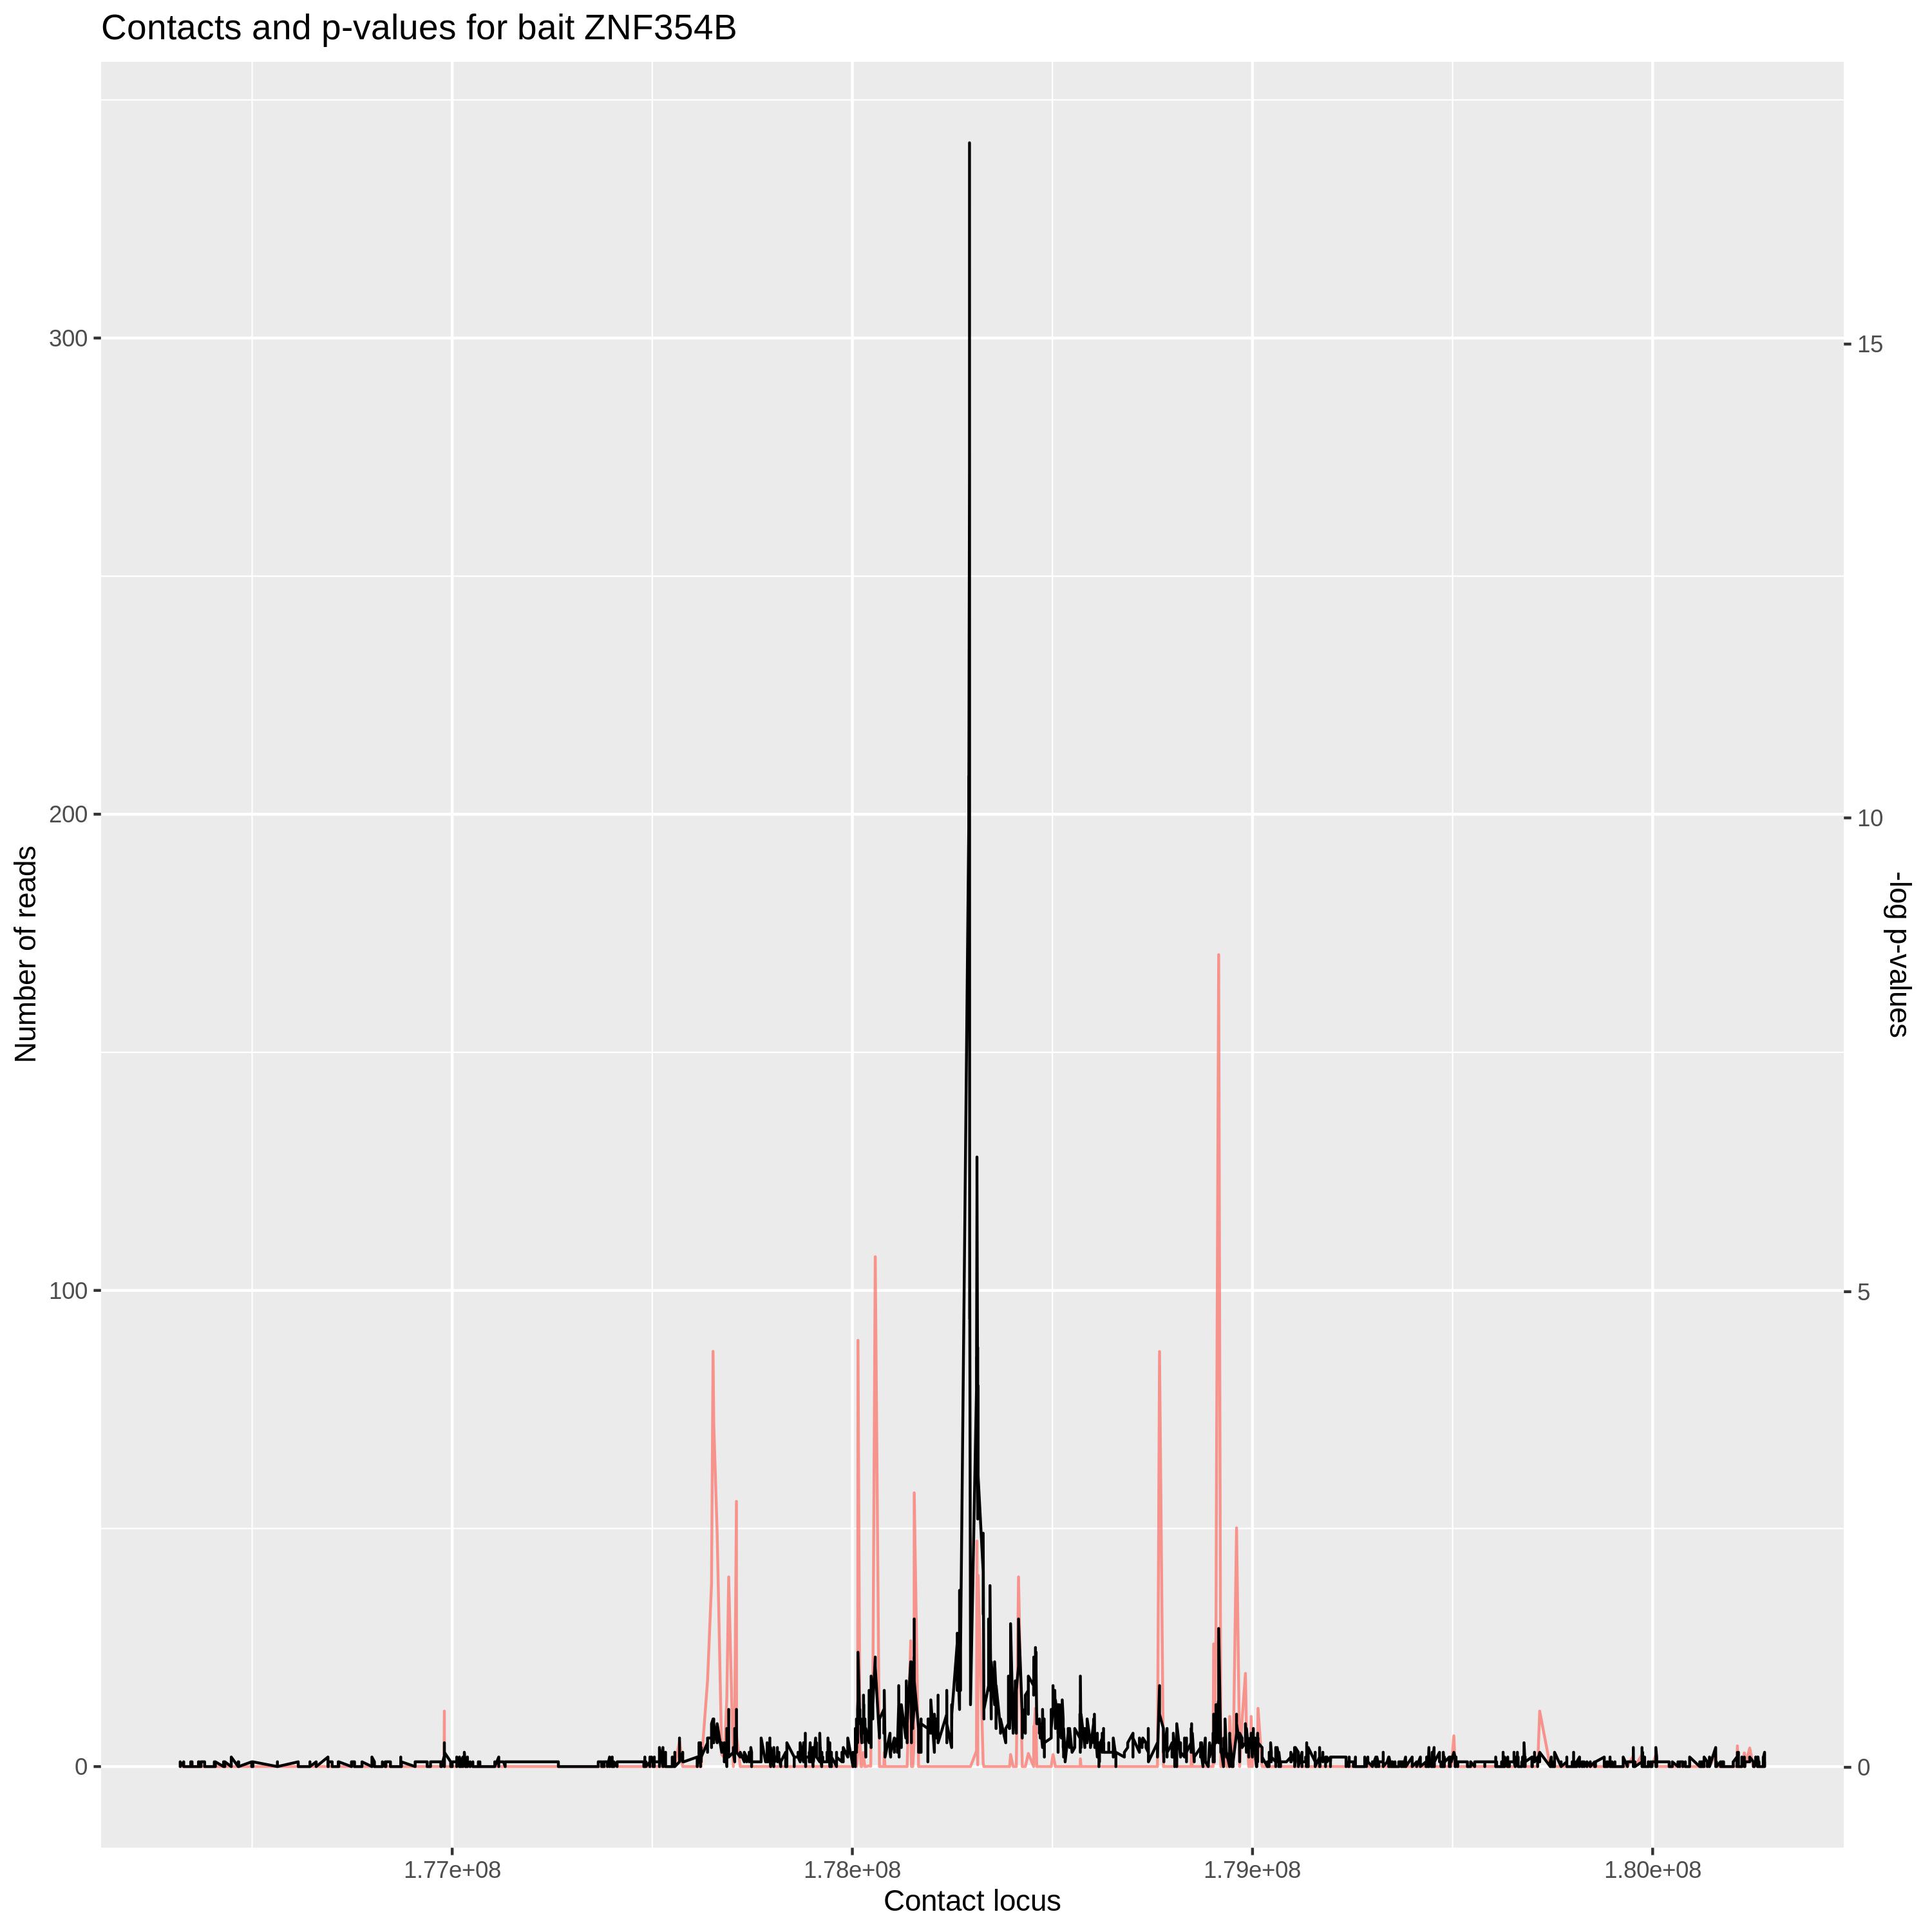 Contacts and p-values for bait ZNF354B
Number of reads
300
200
100
0
15
10
5
0
-log p-values
1.77e+08
1.78e+08
1.79e+08
1.80e+08
Contact locus